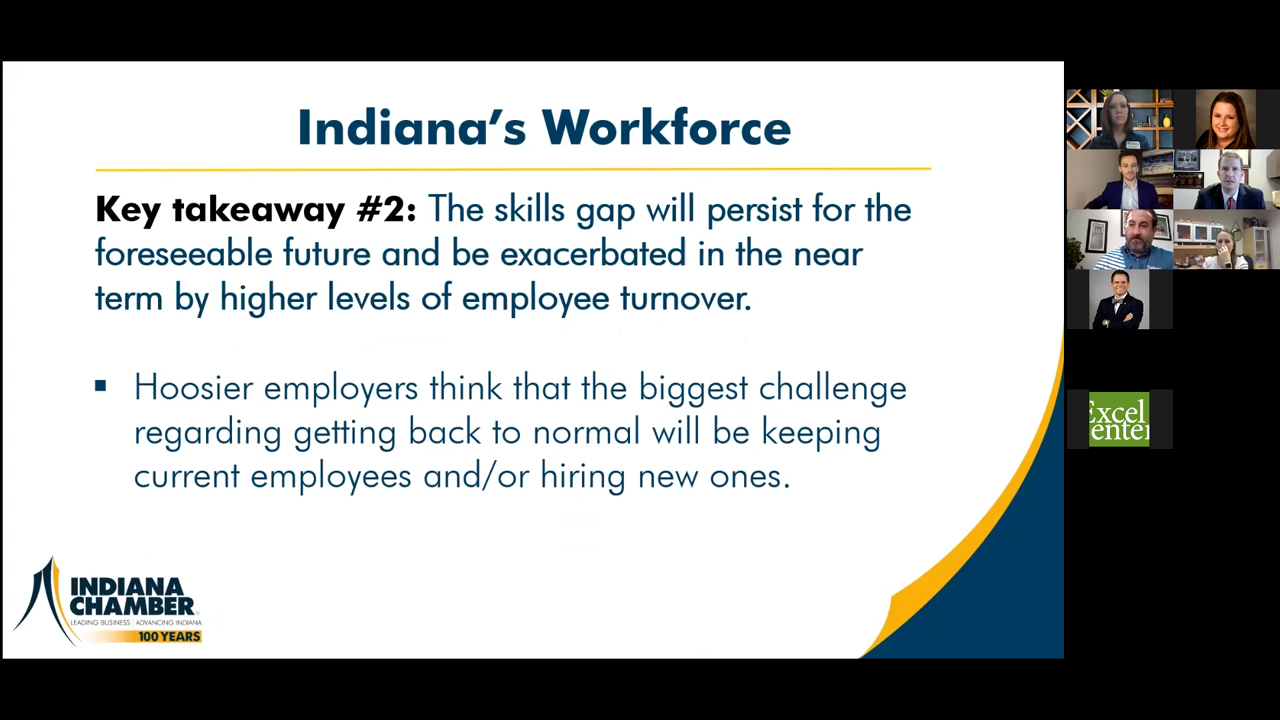 Indiana's Workforce
Key takeaway #2: The skills gap will persist for the
foreseeable future and be exacerbated in the near
term by higher levels of employee turnover.
▪ Hoosier employers think that the biggest challenge
regarding getting back to normal will be keeping
current employees and/or hiring new ones.
INDIANA
CHAMBER
LEADING BUSINESS | ADVANCING INDIANA
100 YEARS
Excel
enter